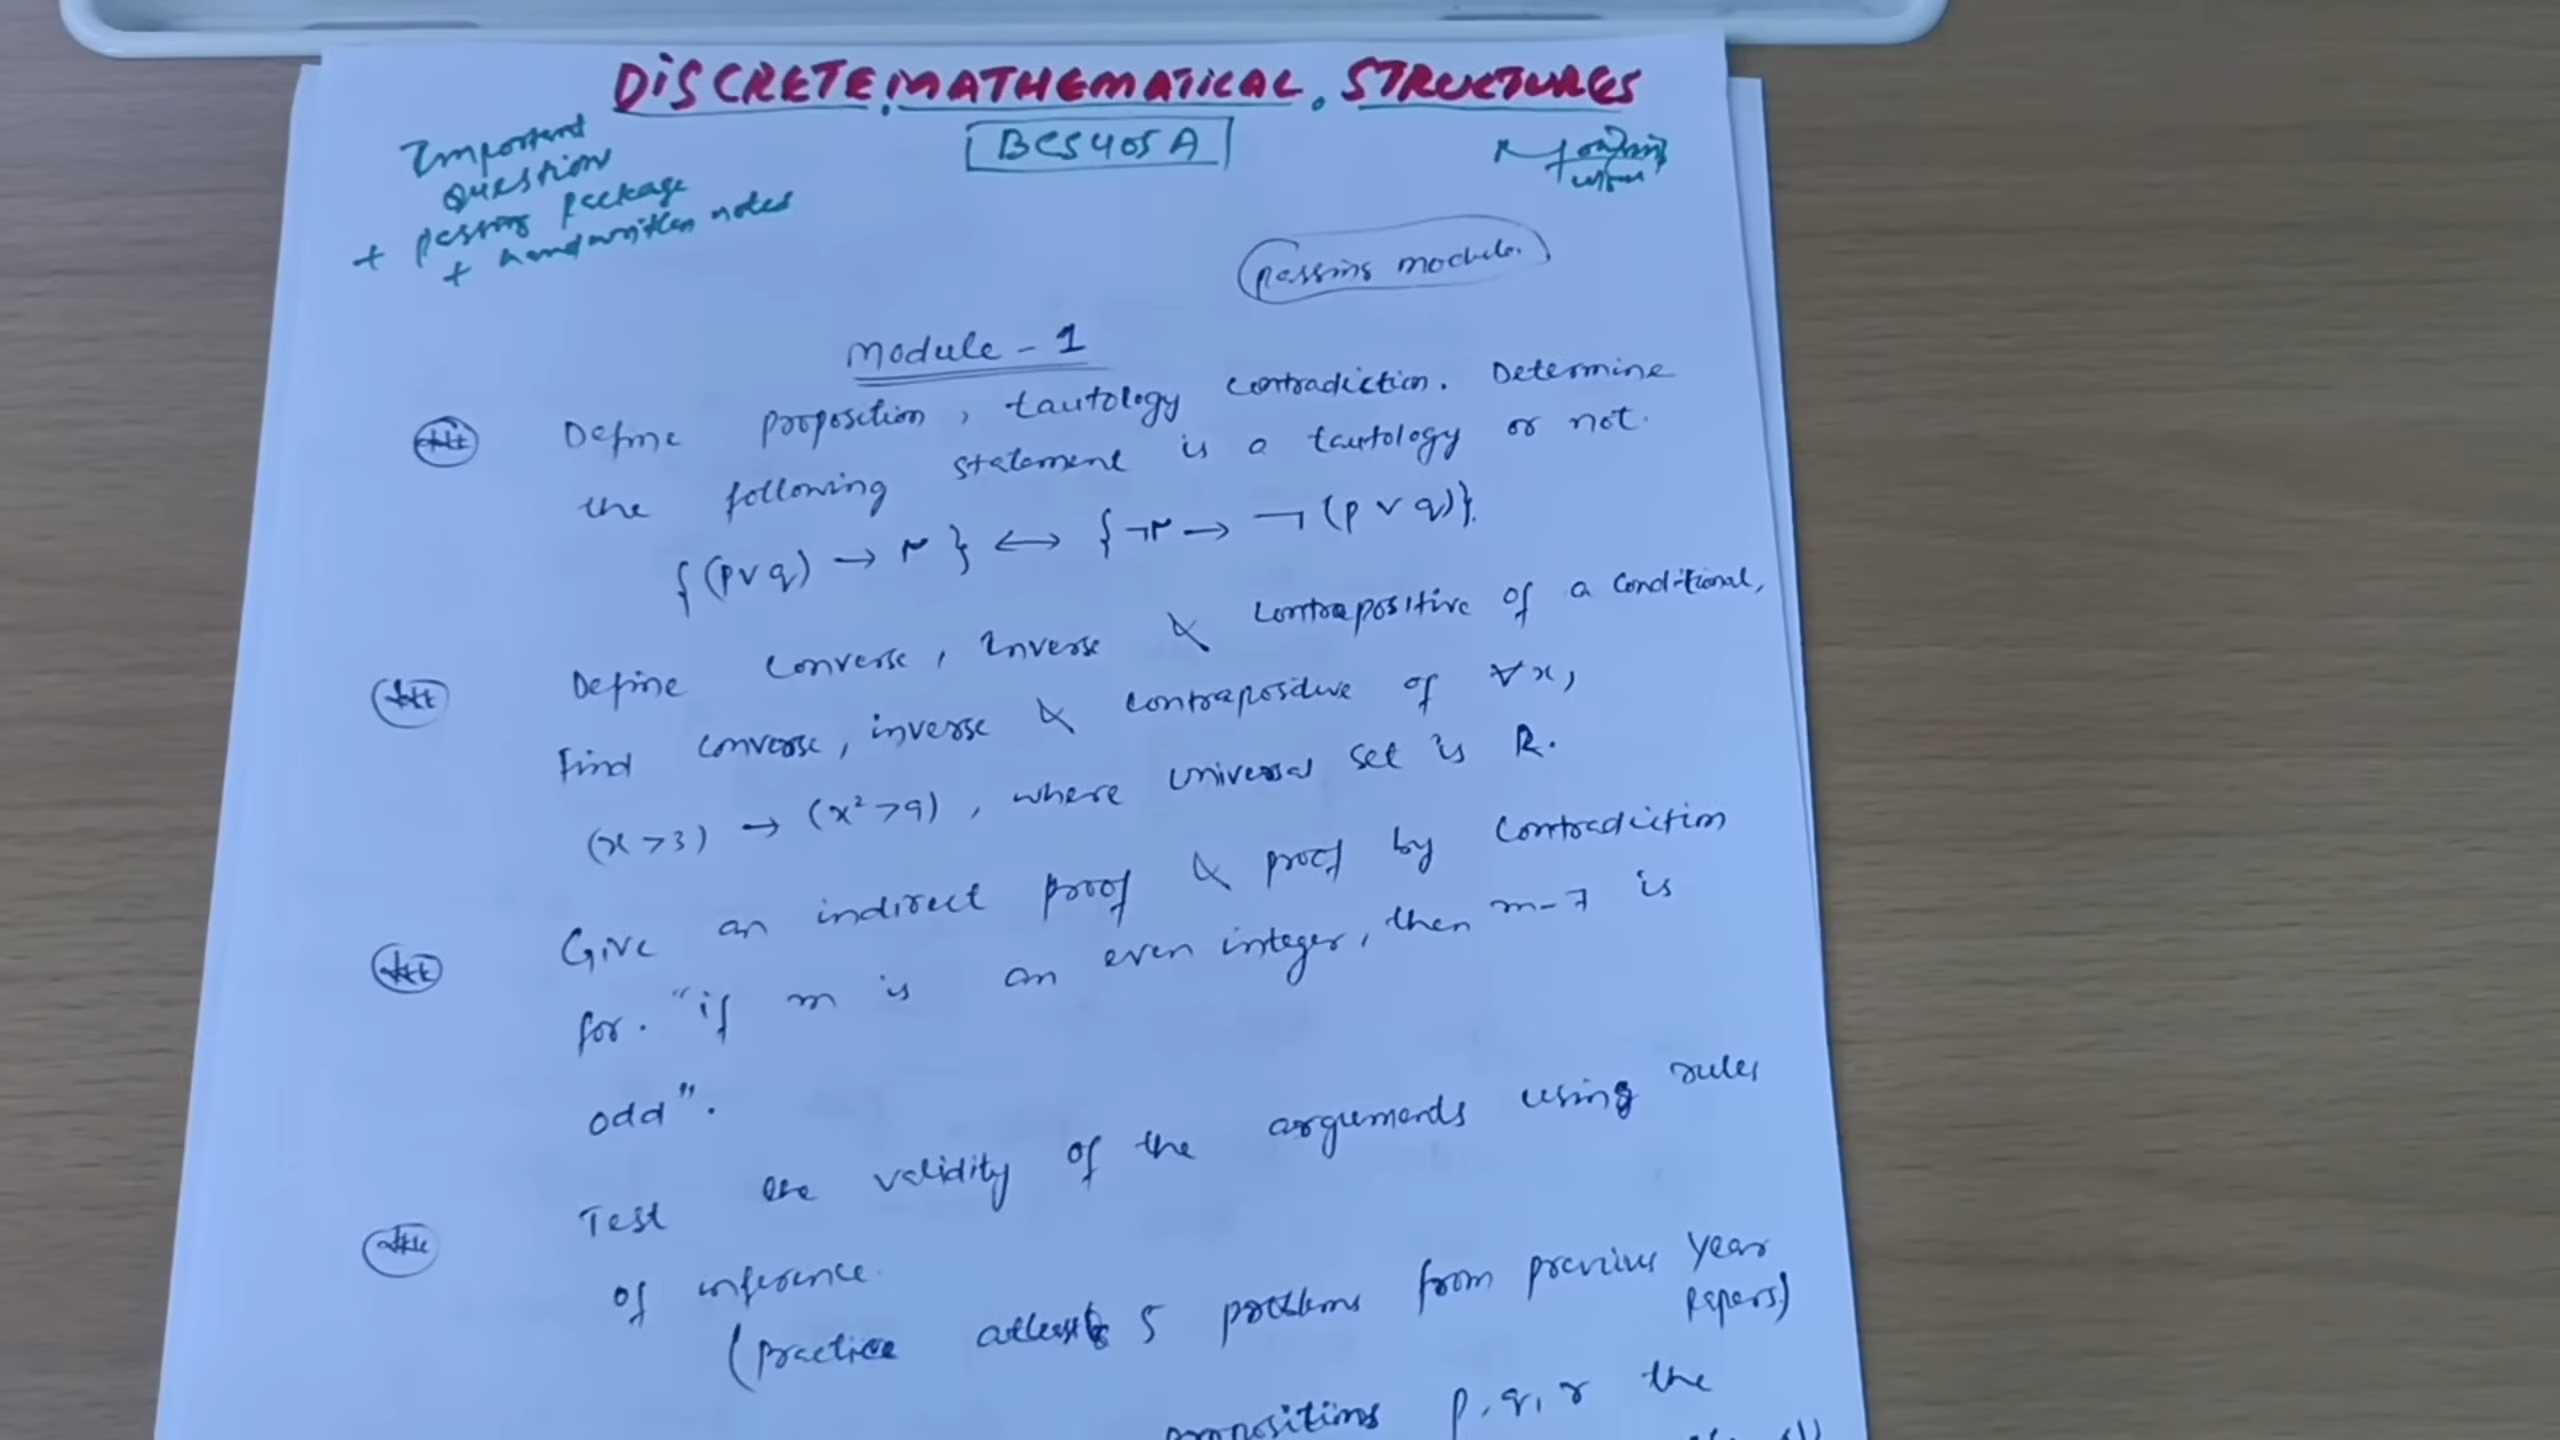 DISCRETE MATHEMATICAL STRUCTURES
BCS405A
Important
question
+ passing package
+ handwritten notes
passing module.
Module - 1
Define proposition, tautology contradiction. Determine
the following statement is a tautology or not.
{(p∨q) → r} ↔ {¬r → ¬(p ∨ q)}.
Define converse, Inverse & contrapositive of a conditional,
Find converse, inverse & contrapositive of ∀x,
(x>3) → (x²>9), where universal set is R.
Give an indirect proof & proof by contradiction
for. "if m is an even integer, then m-7 is
odd".
Test the validity of the arguments using rules
of inference.
(practice atleast 5 problems from previus year
papers)
propositions p, q, r the